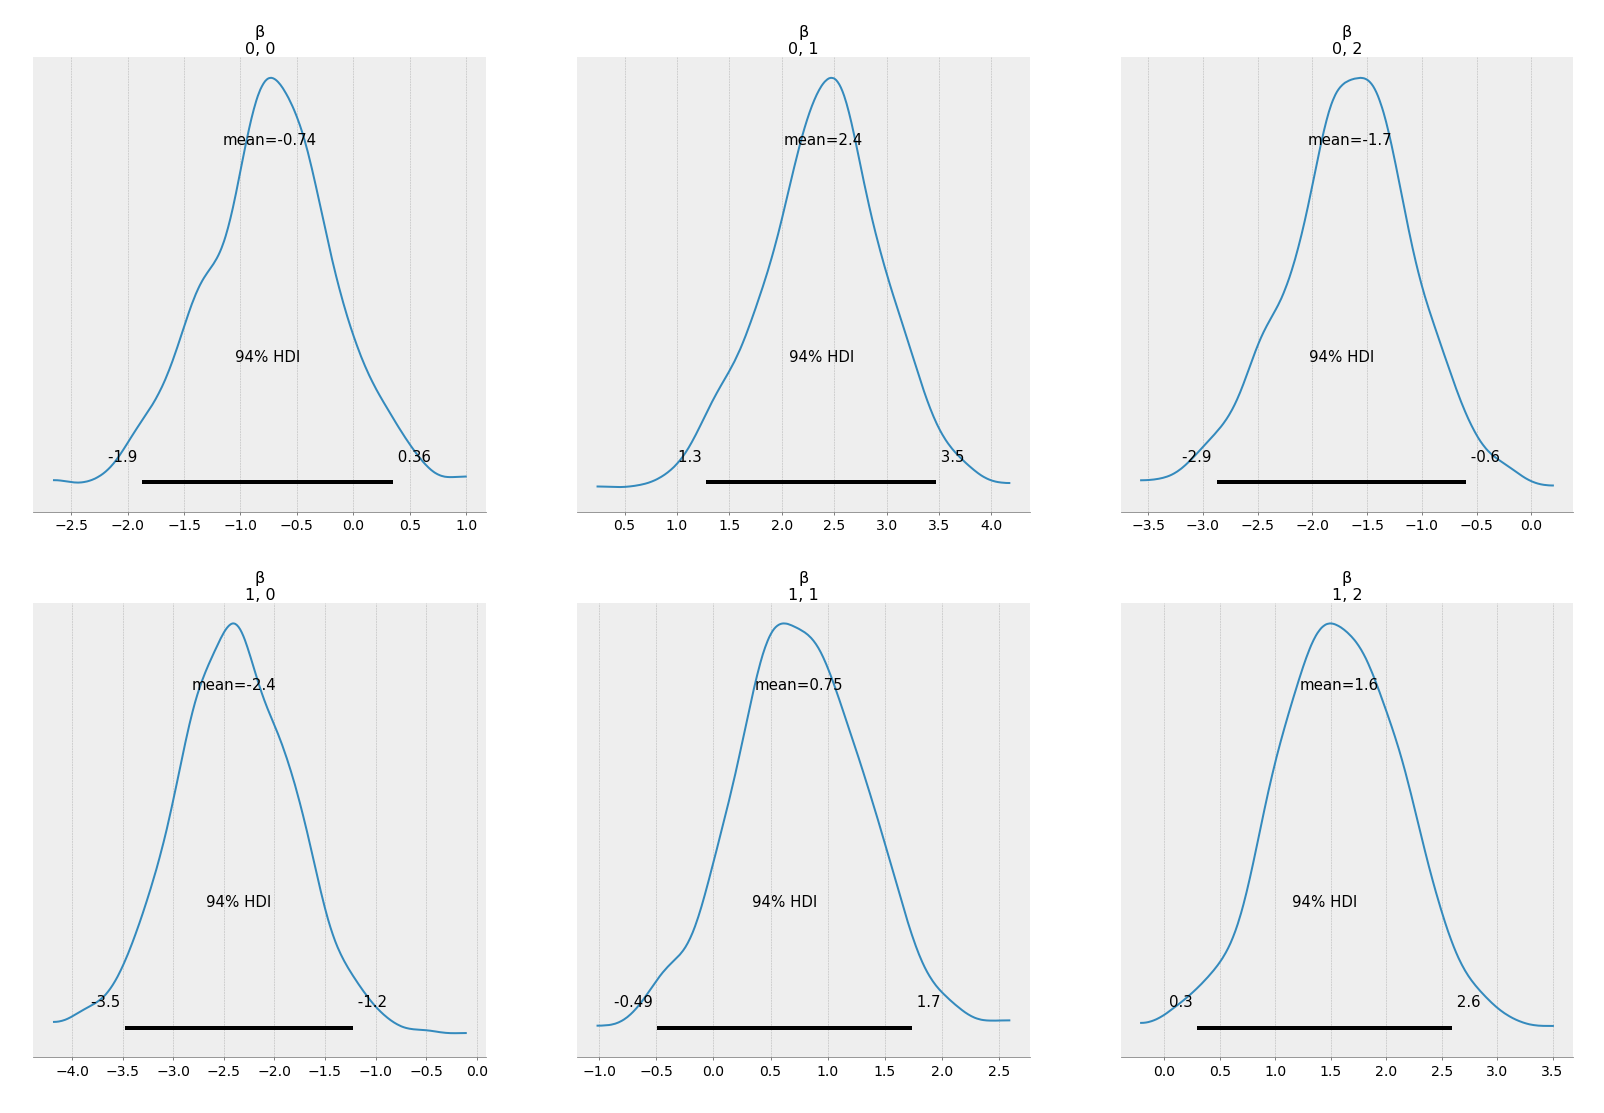 β
0, 0
mean=-0.74
94% HDI
-1.9
0.36
−2.5 −2.0 −1.5 −1.0 −0.5 0.0 0.5 1.0
β
0, 1
mean=2.4
94% HDI
1.3
3.5
0.5 1.0 1.5 2.0 2.5 3.0 3.5 4.0
β
0, 2
mean=-1.7
94% HDI
-2.9
-0.6
−3.5 −3.0 −2.5 −2.0 −1.5 −1.0 −0.5 0.0
β
1, 0
mean=-2.4
94% HDI
-3.5
-1.2
−4.0 −3.5 −3.0 −2.5 −2.0 −1.5 −1.0 −0.5 0.0
β
1, 1
mean=0.75
94% HDI
-0.49
1.7
−1.0 −0.5 0.0 0.5 1.0 1.5 2.0 2.5
β
1, 2
mean=1.6
94% HDI
0.3
2.6
0.0 0.5 1.0 1.5 2.0 2.5 3.0 3.5